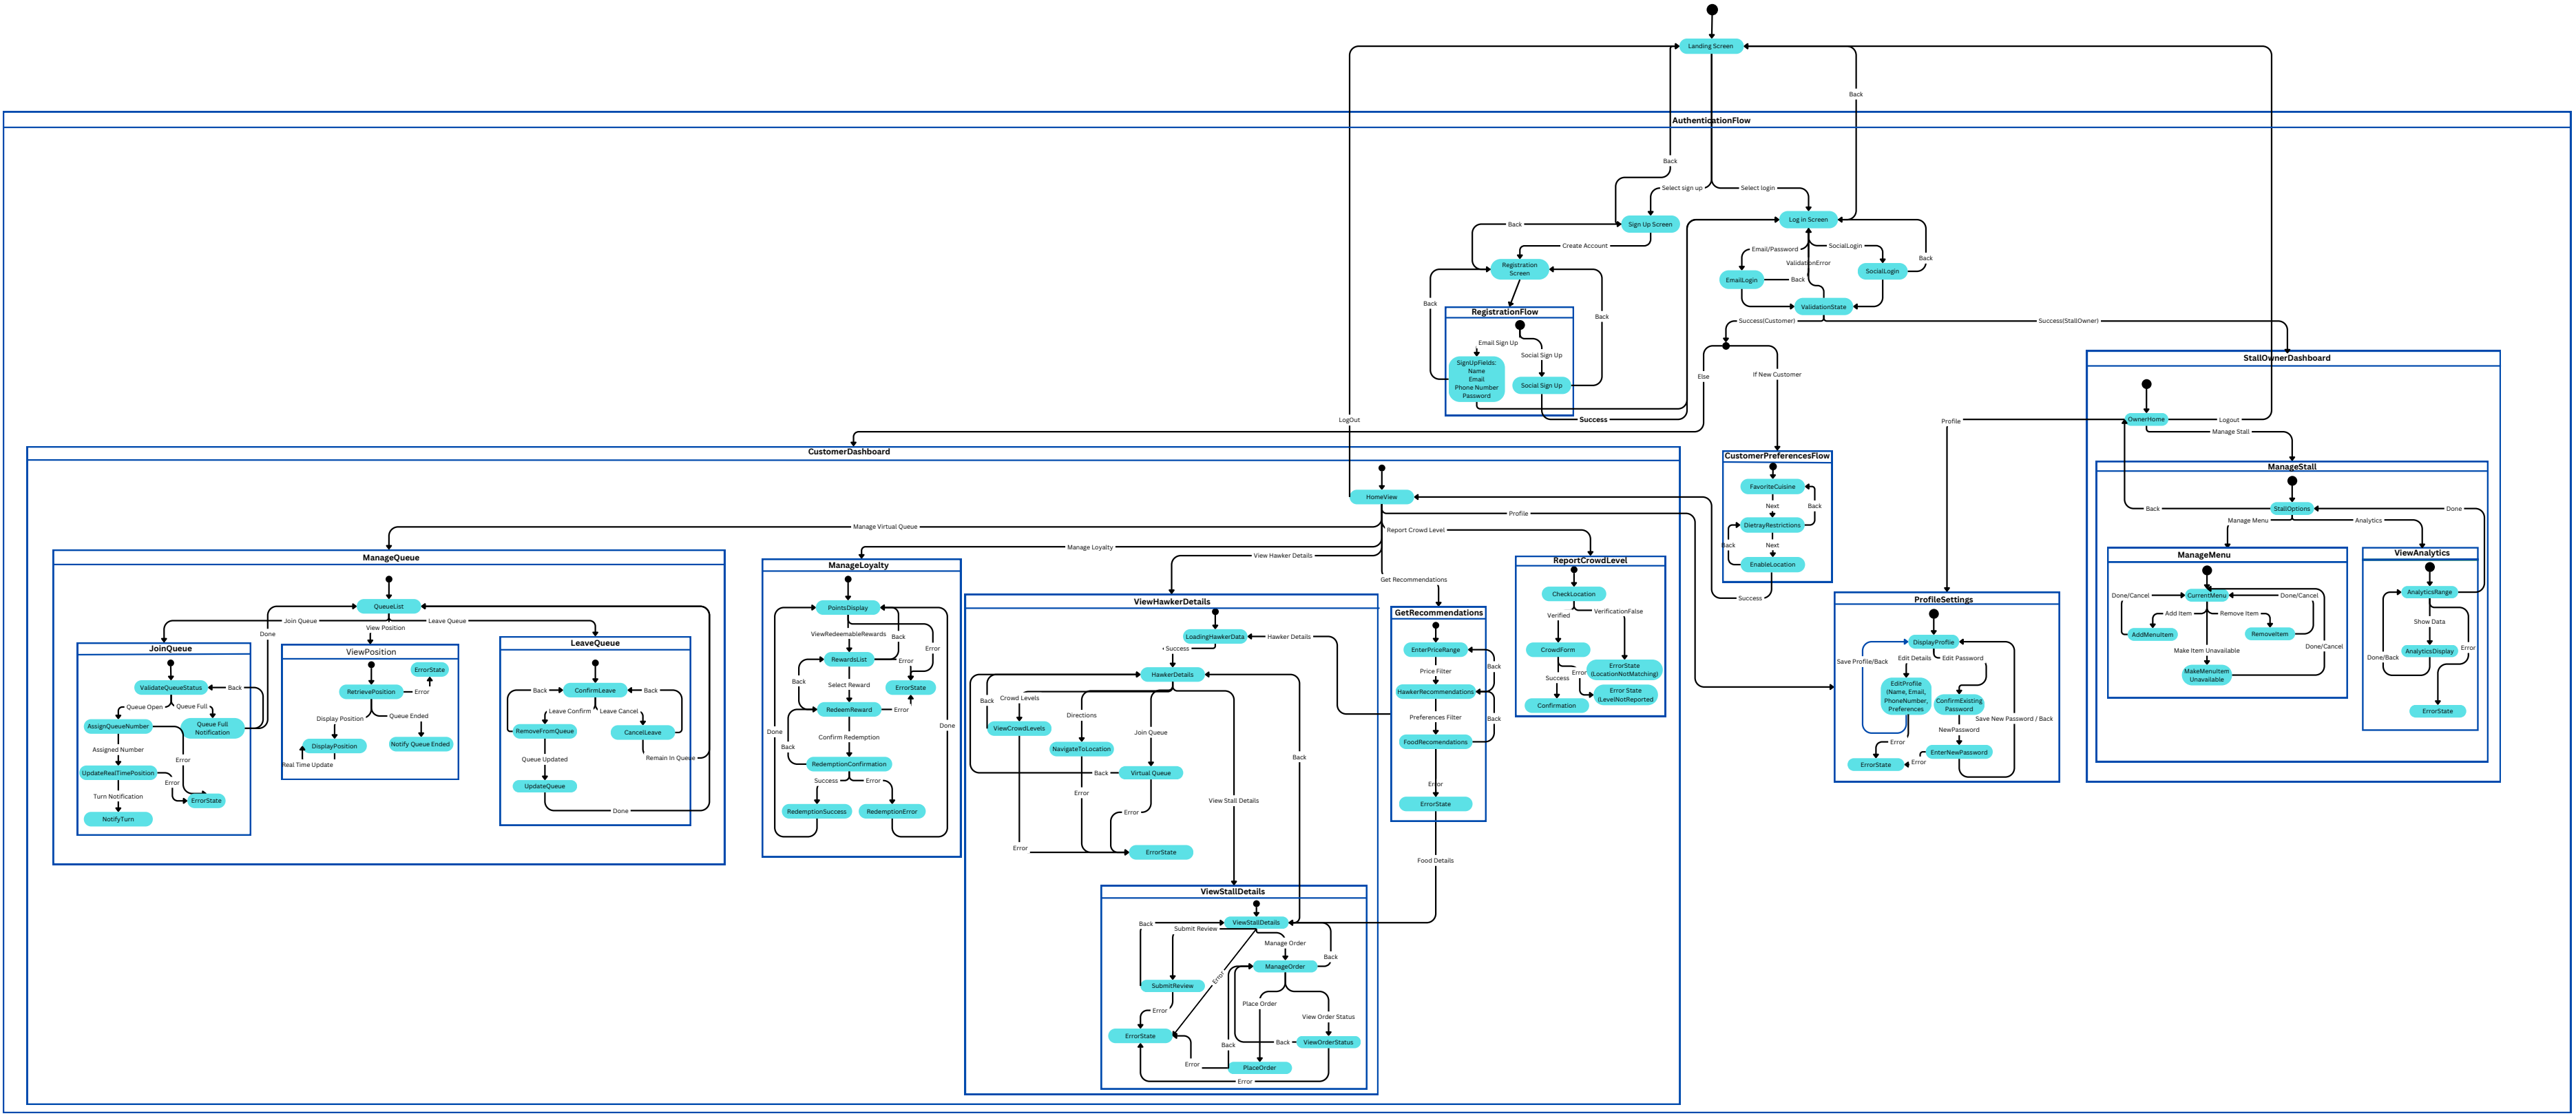 Landing Screen
Back
AuthenticationFlow
Back
Select sign up
Select login
Back
Sign Up Screen
Log in Screen
Create Account
Email/Password
SocialLogin
ValidationError
Back
Registration
Screen
EmailLogin
Back
SocialLogin
Back
Back
ValidationState
RegistrationFlow
Success(Customer)
Success(StallOwner)
Email Sign Up
Social Sign Up
SignUpFields:
Name
Email
Phone Number
Password
Social Sign Up
Success
Else
If New Customer
LogOut
StallOwnerDashboard
OwnerHome
Logout
Profile
Manage Stall
CustomerDashboard
HomeView
Profile
Report Crowd Level
Manage Virtual Queue
Manage Loyalty
View Hawker Details
Get Recommendations
CustomerPreferencesFlow
FavoriteCuisine
Next
Back
DietrayRestrictions
Back
Next
EnableLocation
Success
ManageStall
StallOptions
Back
Done
Manage Menu
Analytics
ManageMenu
CurrentMenu
Done/Cancel
Done/Cancel
Add Item
Remove Item
AddMenuItem
RemoveItem
Make Item Unavailable
Done/Cancel
MakeMenuItem
Unavailable
ViewAnalytics
AnalyticsRange
Show Data
Error
AnalyticsDisplay
Done/Back
ErrorState
ManageQueue
QueueList
Join Queue
View Position
Leave Queue
Done
JoinQueue
ValidateQueueStatus
Back
Queue Open
Queue Full
AssignQueueNumber
Queue Full
Notification
Assigned Number
Error
UpdateRealTimePosition
Error
Turn Notification
ErrorState
NotifyTurn
ViewPosition
ErrorState
RetrievePosition
Error
Display Position
Queue Ended
DisplayPosition
Notify Queue Ended
Real Time Update
LeaveQueue
Back
ConfirmLeave
Back
Leave Confirm
Leave Cancel
RemoveFromQueue
CancelLeave
Queue Updated
Remain In Queue
UpdateQueue
Done
ManageLoyalty
PointsDisplay
ViewRedeemableRewards
Back
Error
RewardsList
Error
Back
Select Reward
ErrorState
RedeemReward
Error
Done
Back
Confirm Redemption
Done
RedemptionConfirmation
Success
Error
RedemptionSuccess
RedemptionError
ViewHawkerDetails
LoadingHawkerData
Hawker Details
Success
HawkerDetails
Back
Crowd Levels
Directions
Join Queue
ViewCrowdLevels
NavigateToLocation
Back
Virtual Queue
Back
Error
Error
Error
View Stall Details
ErrorState
ViewStallDetails
ViewStallDetails
Back
Submit Review
Manage Order
Back
ManageOrder
Error
SubmitReview
Place Order
Error
View Order Status
ErrorState
Back
Back
ViewOrderStatus
Error
PlaceOrder
Error
GetRecommendations
EnterPriceRange
Back
Price Filter
HawkerRecommendations
Back
Preferences Filter
FoodRecomendations
Error
ErrorState
Food Details
ReportCrowdLevel
CheckLocation
Verified
VerificationFalse
CrowdForm
Success
Error
ErrorState
(LocationNotMatching)
Error State
(LevelNotReported
Confirmation
ProfileSettings
DisplayProflie
Save Profile/Back
Edit Details
Edit Password
EditProfile
(Name, Email,
PhoneNumber,
Preferences
ConfirmExisting
Password
Save New Password / Back
NewPassword
Error
EnterNewPassword
Error
ErrorState